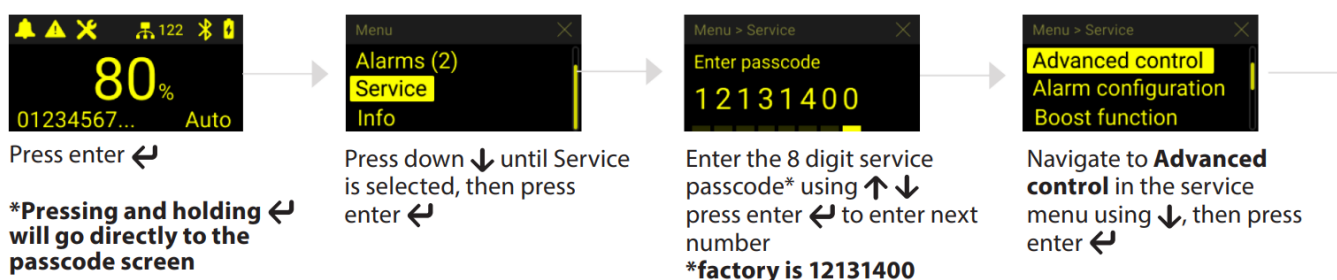 122
80%
01234567... Auto
Press enter ↵
*Pressing and holding ↵
will go directly to the
passcode screen
Menu
Alarms (2)
Service
Info
Press down ↓ until Service
is selected, then press
enter ↵
Menu > Service
Enter passcode
12131400
Enter the 8 digit service
passcode* using ↑ ↓
press enter ↵ to enter next
number
*factory is 12131400
Menu > Service
Advanced control
Alarm configuration
Boost function
Navigate to Advanced
control in the service
menu using ↓, then press
enter ↵